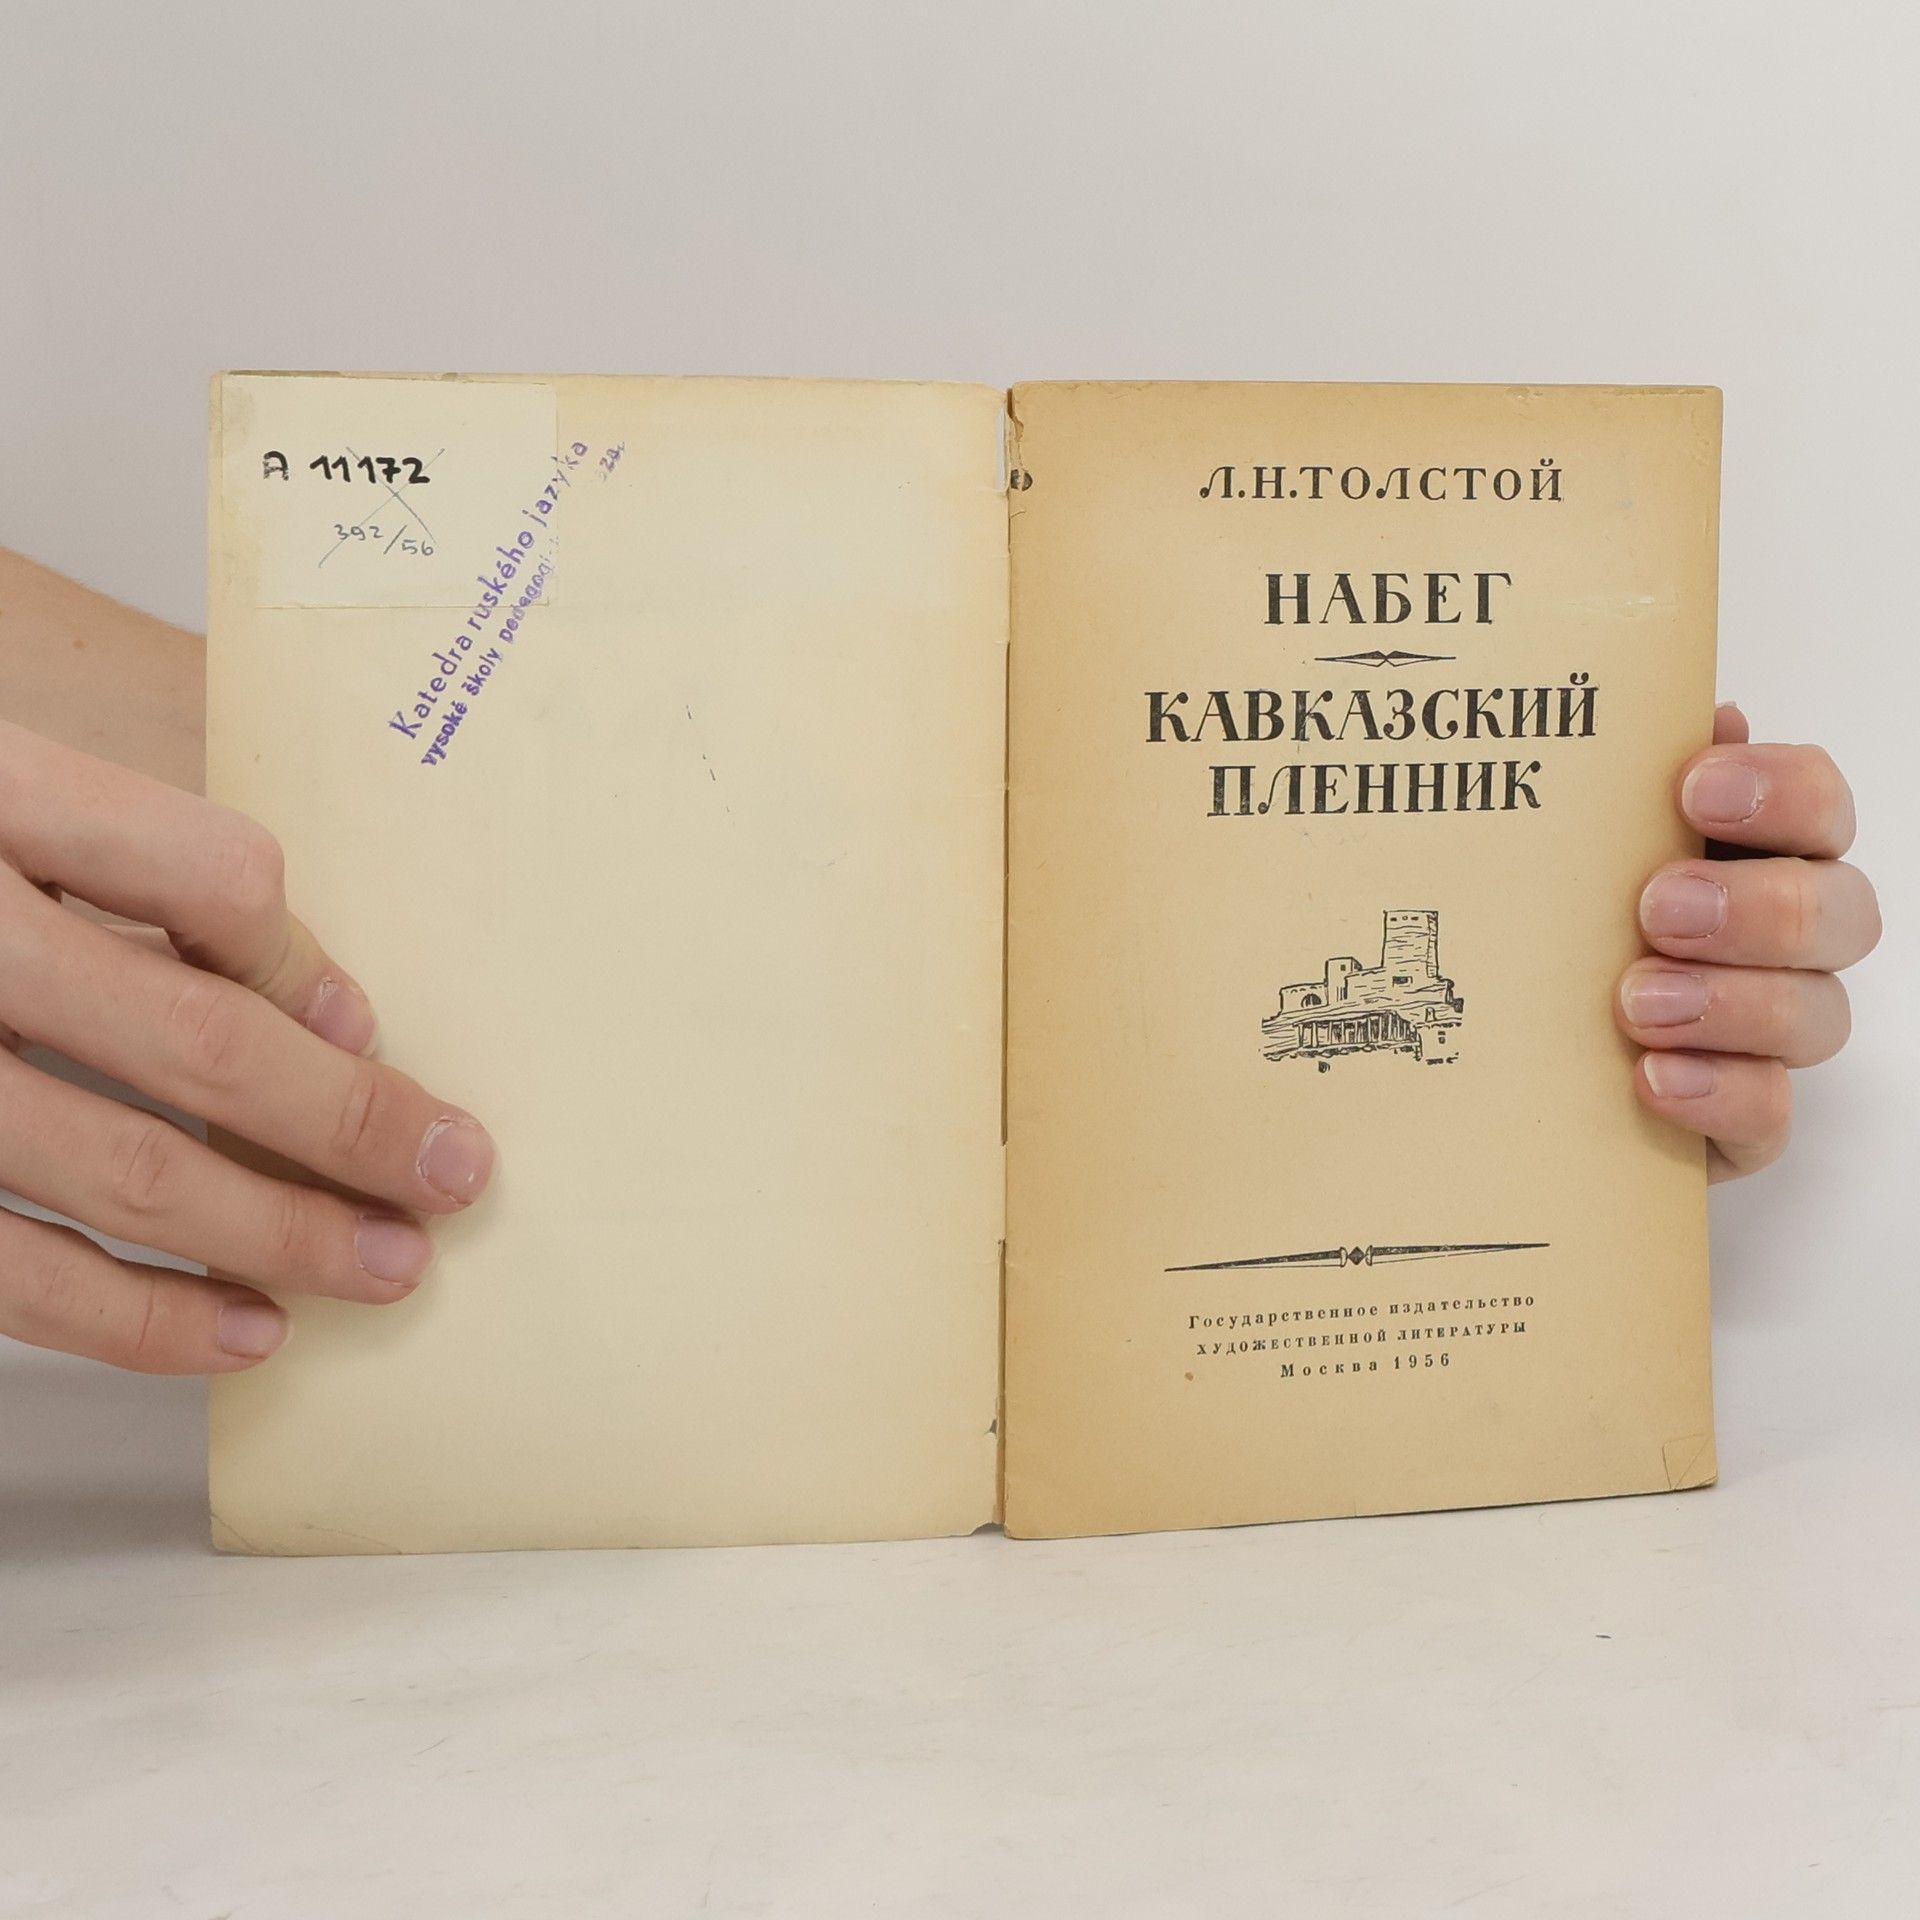 A 11172
392/56
Katedra ruského jazyka
vysoké školy
Л.Н.ТОЛСТОЙ
НАБЕГ
КАВКАЗСКИЙ
ПЛЕННИК
Государственное издательство
ХУДОЖЕСТВЕННОЙ ЛИТЕРАТУРЫ
Москва 1956